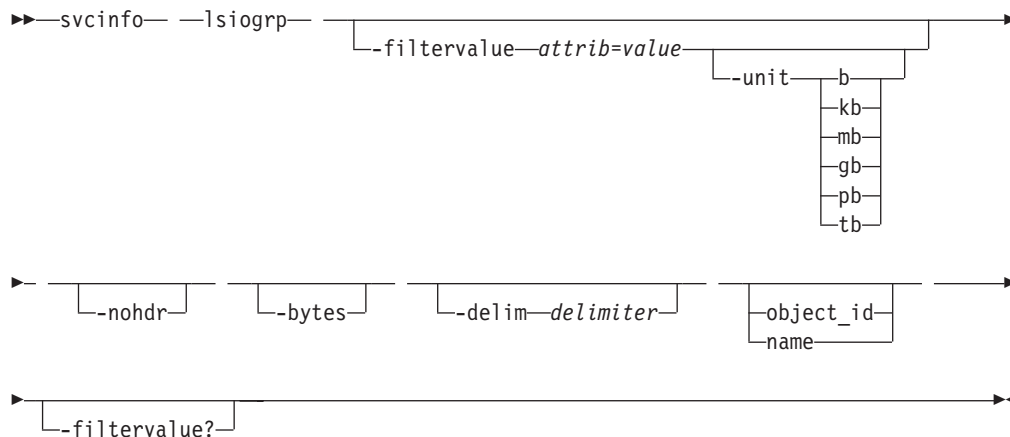 svcinfo lsiogrp
-filtervalue attrib=value
-unit b
kb
mb
gb
pb
tb
-nohdr -bytes -delim delimiter object_id
name
-filtervalue?